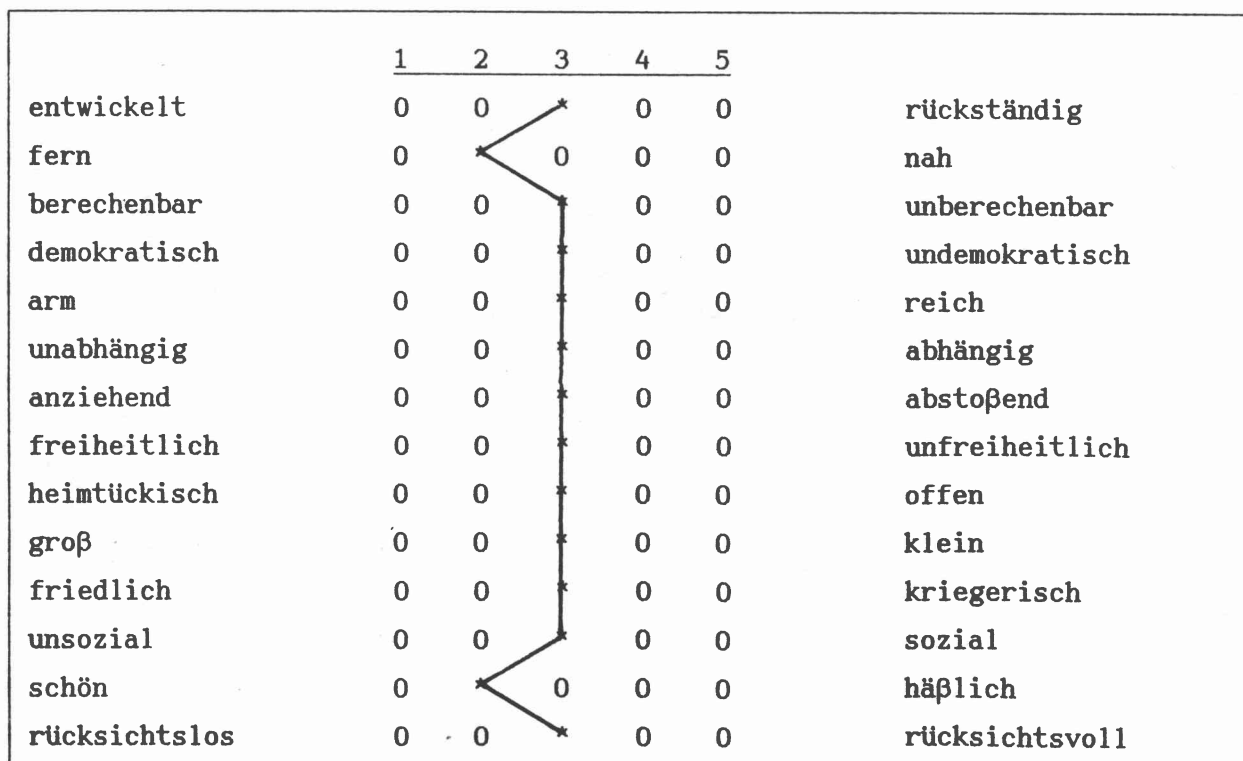 1 2 3 4 5
entwickelt 0 0 * 0 0 rückständig
fern 0 * 0 0 0 nah
berechenbar 0 0 * 0 0 unberechenbar
demokratisch 0 0 * 0 0 undemokratisch
arm 0 0 * 0 0 reich
unabhängig 0 0 * 0 0 abhängig
anziehend 0 0 * 0 0 abstoβend
freiheitlich 0 0 * 0 0 unfreiheitlich
heimtückisch 0 0 * 0 0 offen
groβ 0 0 * 0 0 klein
friedlich 0 0 * 0 0 kriegerisch
unsozial 0 0 * 0 0 sozial
schön 0 * 0 0 0 häβlich
rücksichtslos 0 0 * 0 0 rücksichtsvoll